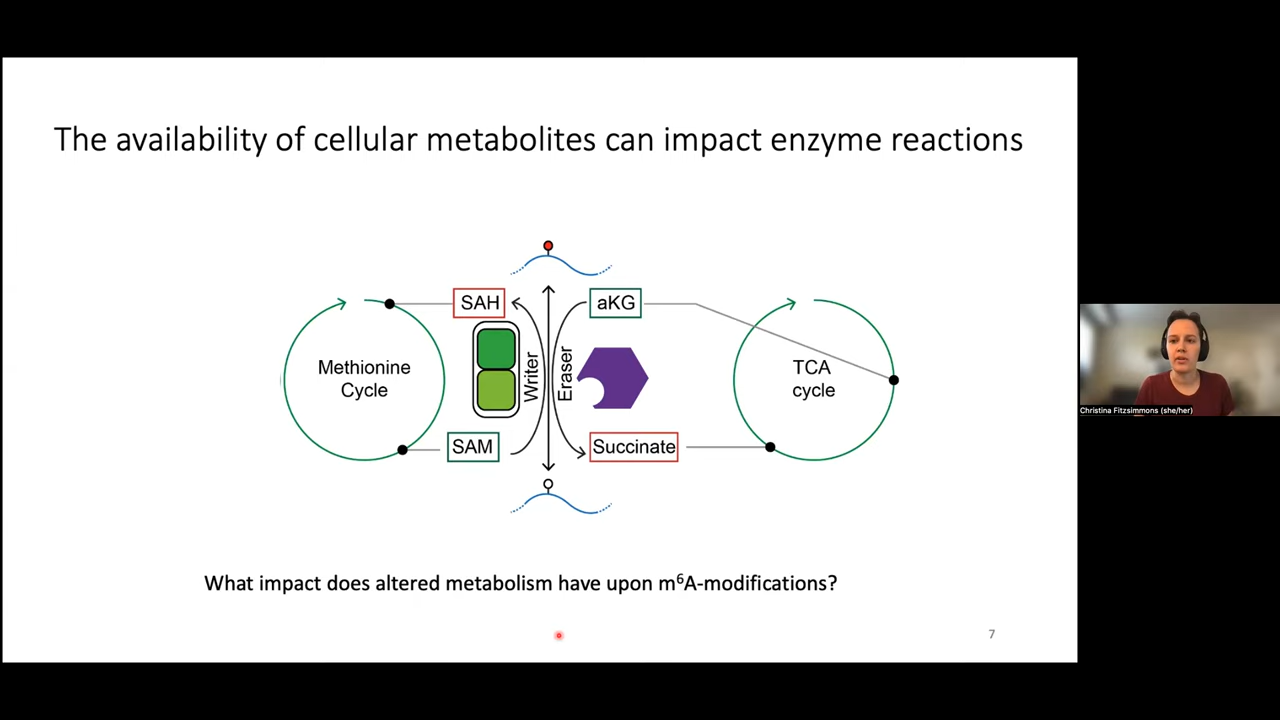 The availability of cellular metabolites can impact enzyme reactions
SAH
aKG
Methionine
Cycle
Writer
Eraser
TCA
cycle
SAM
Succinate
What impact does altered metabolism have upon m⁶A-modifications?
7
Christina Fitzsimmons (she/her)